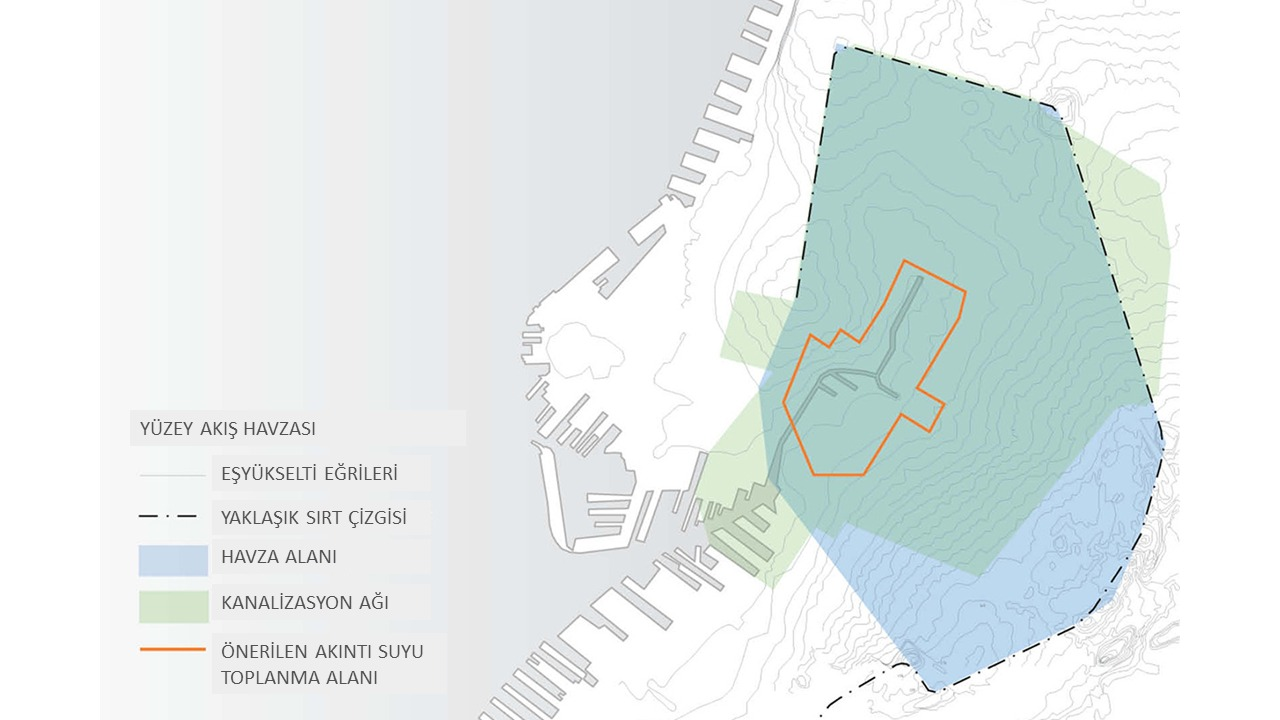 YÜZEY AKIŞ HAVZASI
EŞYÜKSELTİ EĞRİLERİ
YAKLAŞIK SIRT ÇİZGİSİ
HAVZA ALANI
KANALİZASYON AĞI
ÖNERİLEN AKINTI SUYU
TOPLANMA ALANI